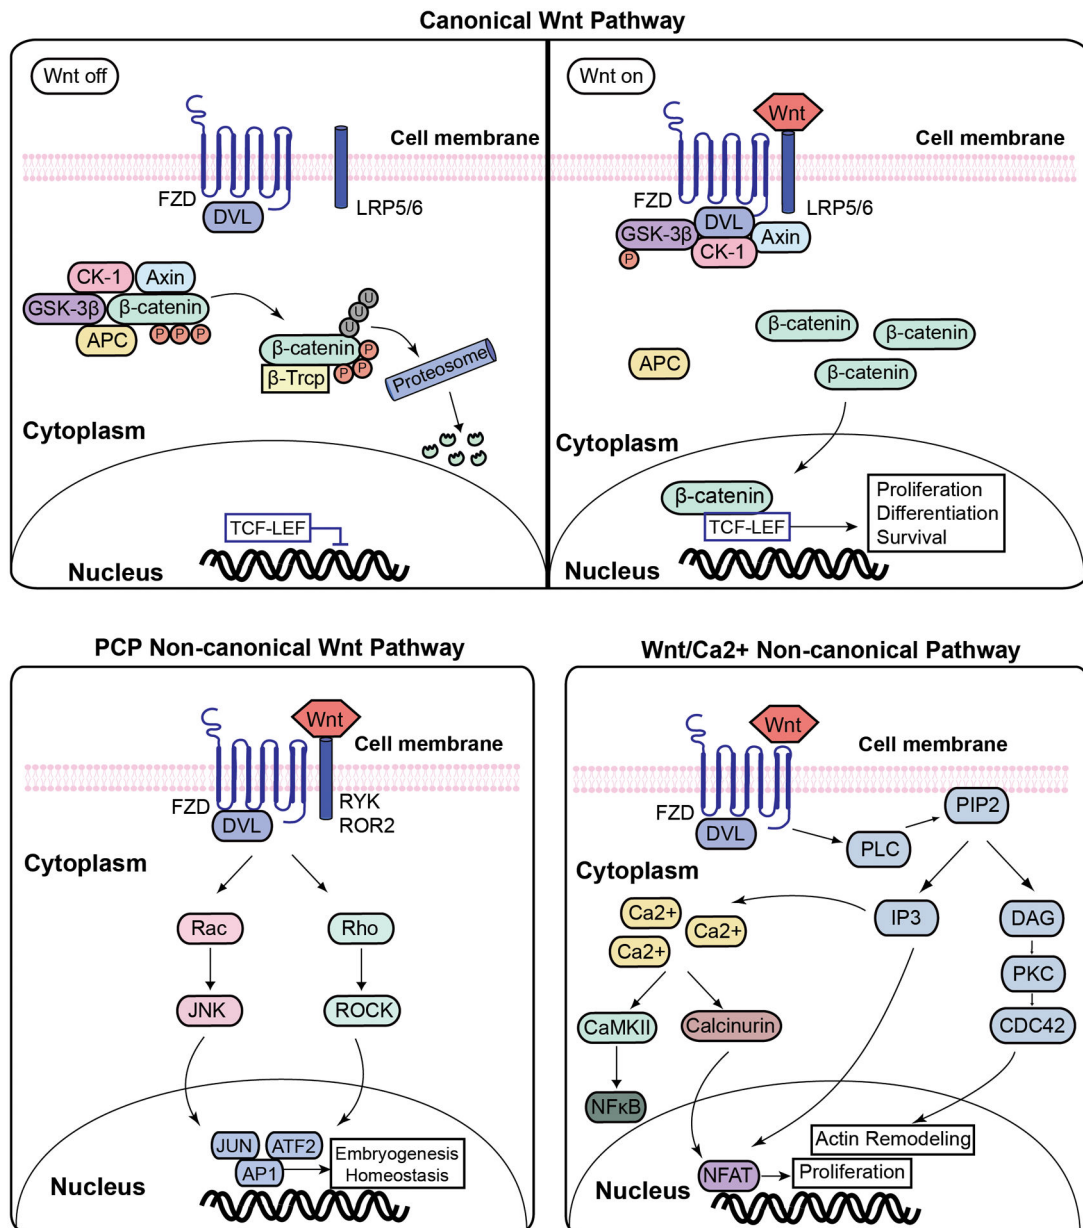 Canonical Wnt Pathway
Wnt off
Cell membrane
FZD
DVL
LRP5/6
CK-1
Axin
GSK-3β
β-catenin
APC
P
P
P
U
U
U
β-catenin
P
P
P
β-Trcp
Proteosome
Cytoplasm
TCF-LEF
Nucleus
Wnt on
Wnt
Cell membrane
FZD
LRP5/6
DVL
GSK-3β
Axin
CK-1
P
β-catenin
β-catenin
β-catenin
APC
Cytoplasm
β-catenin
TCF-LEF
Proliferation
Differentiation
Survival
Nucleus
PCP Non-canonical Wnt Pathway
Wnt
Cell membrane
FZD
DVL
RYK
ROR2
Cytoplasm
Rac
Rho
JNK
ROCK
JUN
ATF2
AP1
Embryogenesis
Homeostasis
Nucleus
Wnt/Ca2+ Non-canonical Pathway
Wnt
Cell membrane
FZD
DVL
PIP2
PLC
Cytoplasm
Ca2+
Ca2+
Ca2+
IP3
DAG
PKC
CaMKII
Calcinurin
CDC42
NFκB
Actin Remodeling
NFAT
Proliferation
Nucleus